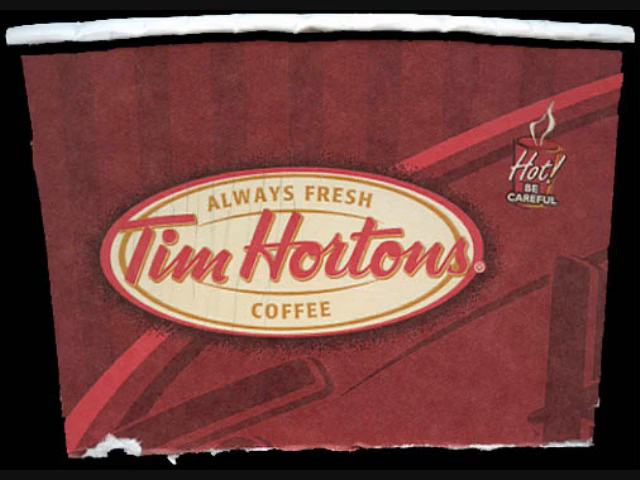 ALWAYS FRESH
Tim Hortons®
COFFEE
Hot!
BE
CAREFUL